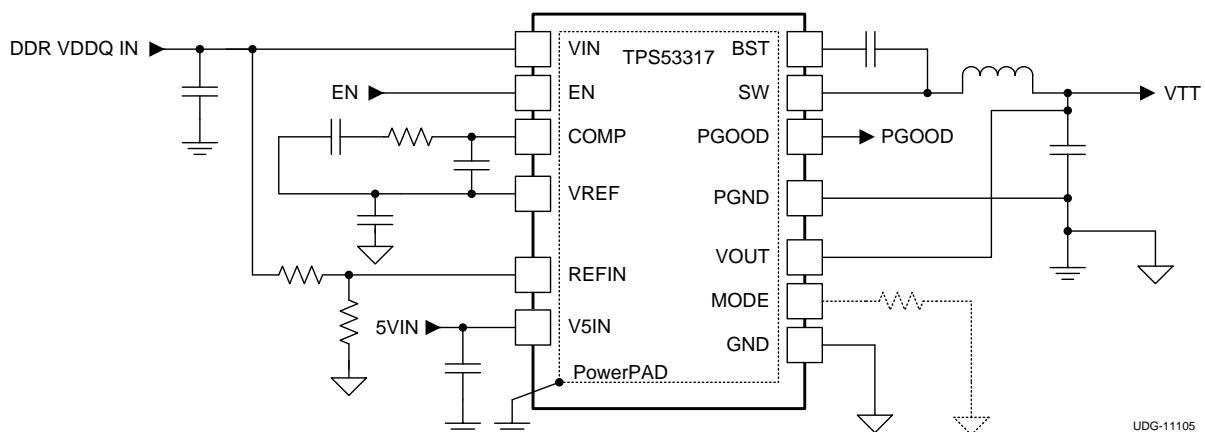 TPS53317
DDR VDDQ IN
VIN
BST
EN
EN
SW
VTT
COMP
PGOOD
PGOOD
VREF
PGND
REFIN
VOUT
MODE
5VIN
V5IN
GND
PowerPAD
UDG-11105